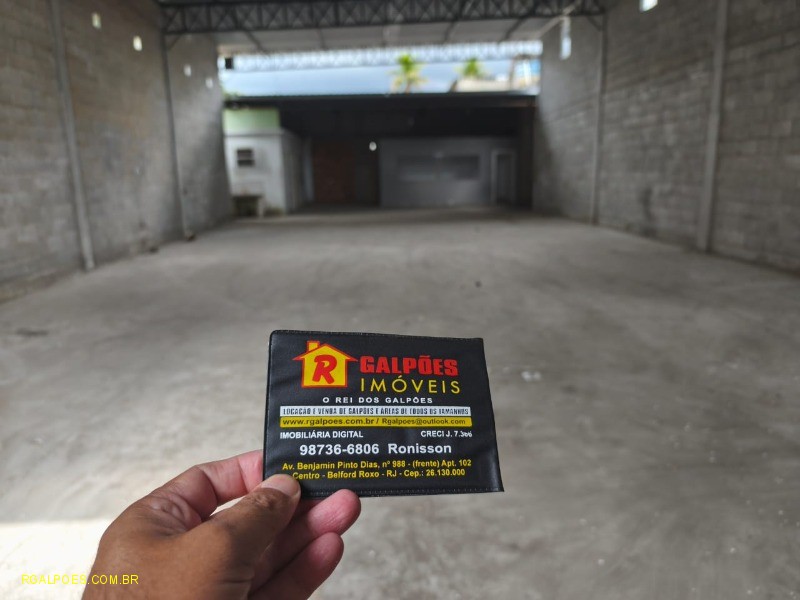 R GALPÕES
IMÓVEIS
O REI DOS GALPÕES
LOCAÇÃO E VENDA DE GALPÕES E ÁREAS DE TODOS OS TAMANHOS
www.rgalpoes.com.br / Rgalpoes@outlook.com
IMOBILIÁRIA DIGITAL CRECI J. 7.366
98736-6806 Ronisson
Av. Benjamin Pinto Dias, nº 988 - (frente) Apt. 102
Centro - Belford Roxo - RJ - Cep.: 26.130.000
RGALPOES.COM.BR